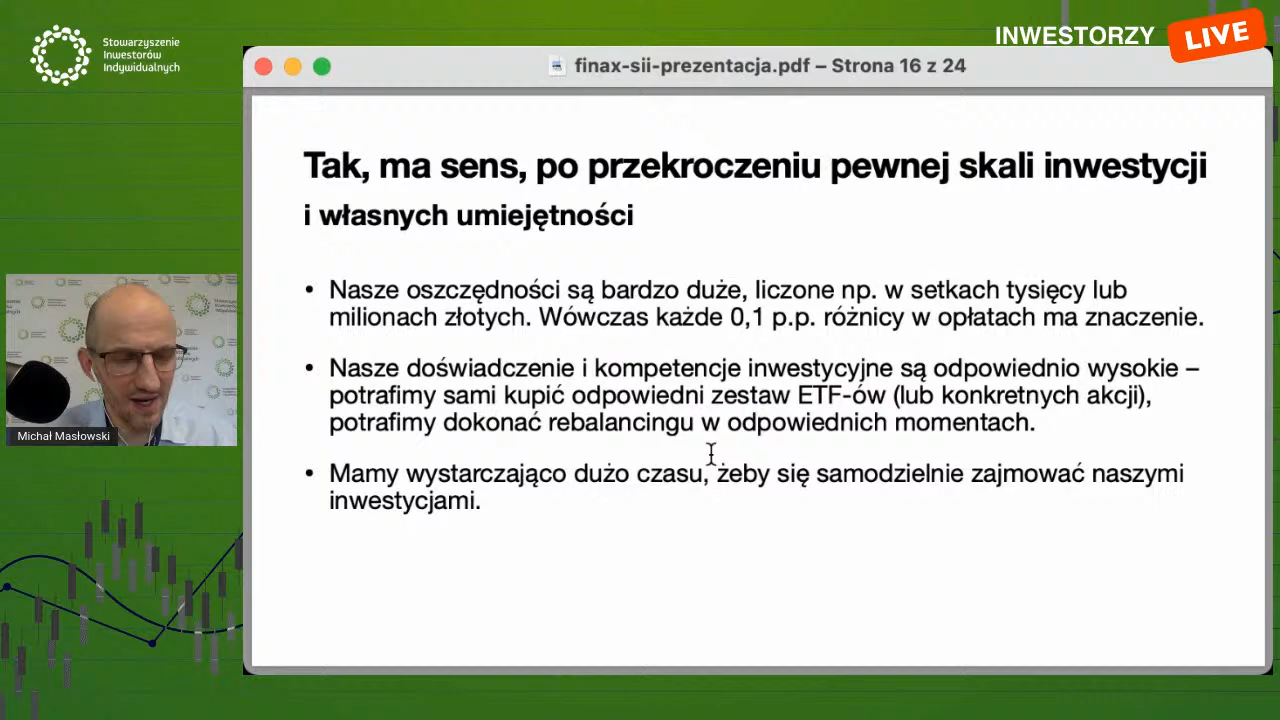 Stowarzyszenie
Inwestorów
Indywidualnych
INWESTORZY LIVE
finax-sii-prezentacja.pdf – Strona 16 z 24
Tak, ma sens, po przekroczeniu pewnej skali inwestycji
i własnych umiejętności
• Nasze oszczędności są bardzo duże, liczone np. w setkach tysięcy lub
milionach złotych. Wówczas każde 0,1 p.p. różnicy w opłatach ma znaczenie.
• Nasze doświadczenie i kompetencje inwestycyjne są odpowiednio wysokie –
potrafimy sami kupić odpowiedni zestaw ETF-ów (lub konkretnych akcji),
potrafimy dokonać rebalancingu w odpowiednich momentach.
• Mamy wystarczająco dużo czasu, żeby się samodzielnie zajmować naszymi
inwestycjami.
Michał Masłowski